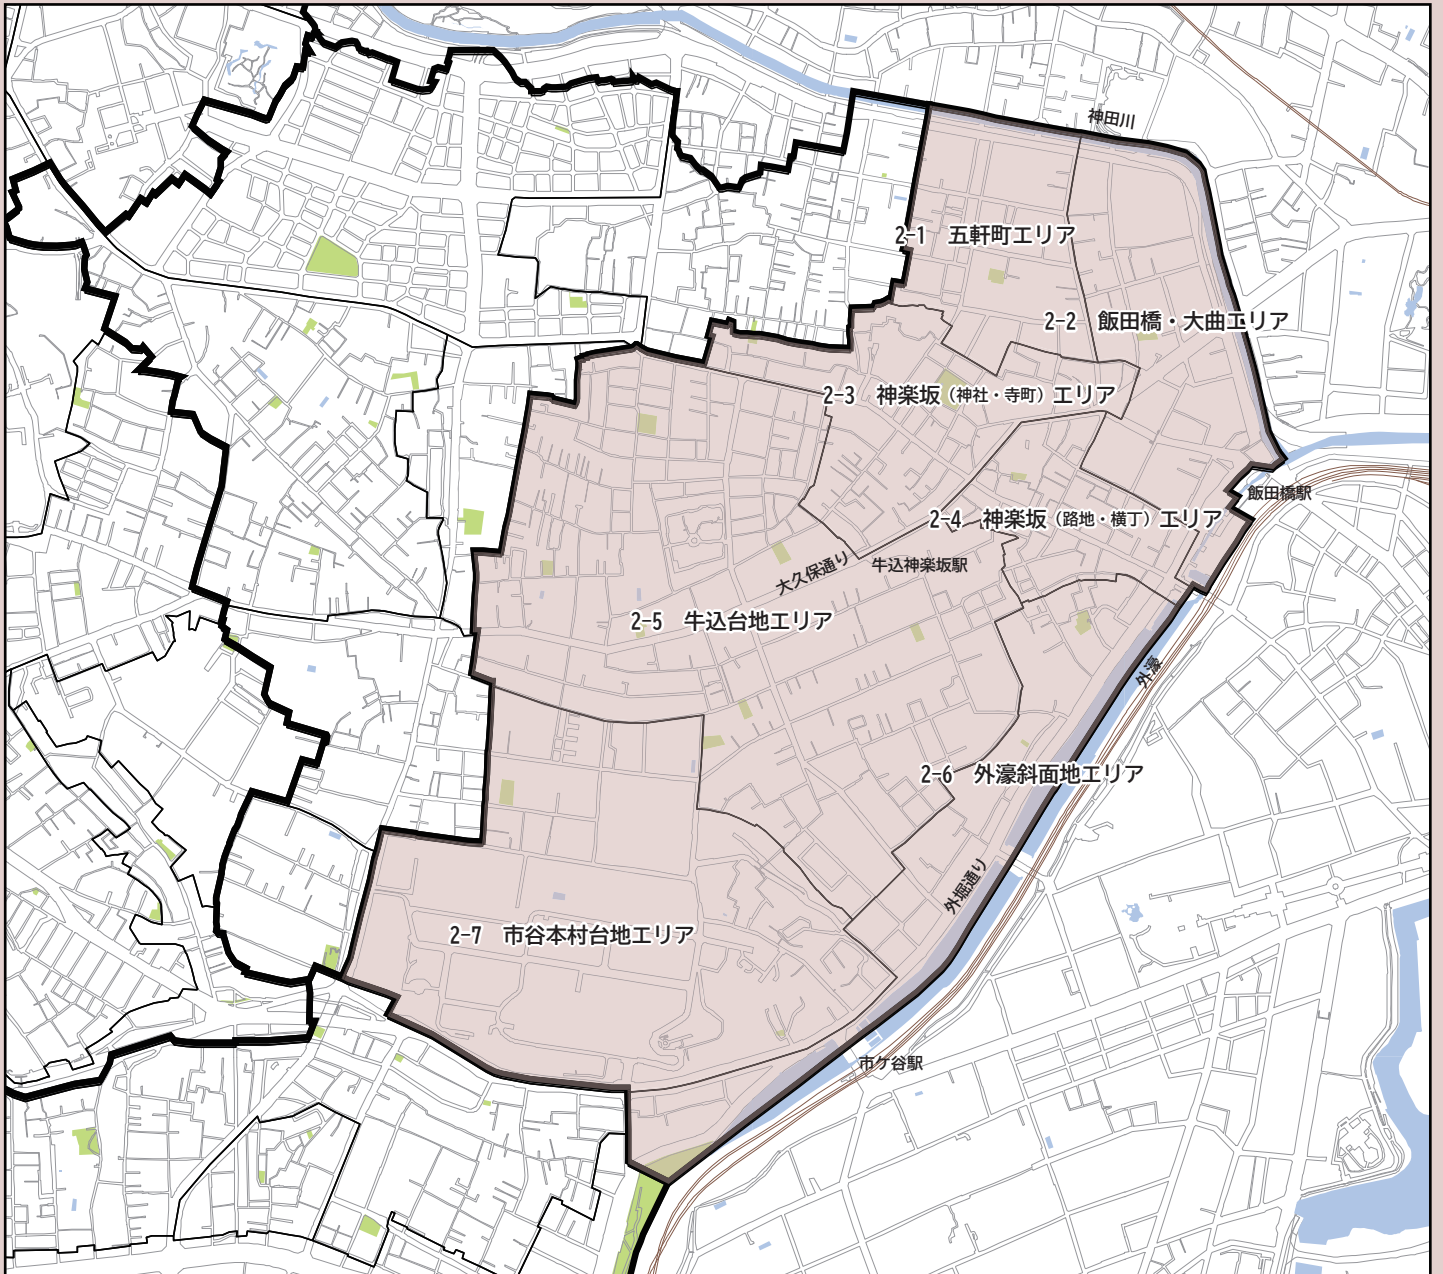 神田川
2-1 五軒町エリア
2-2 飯田橋・大曲エリア
2-3 神楽坂（神社・寺町）エリア
飯田橋駅
2-4 神楽坂（路地・横丁）エリア
大久保通り
牛込神楽坂駅
2-5 牛込台地エリア
外濠
2-6 外濠斜面地エリア
外堀通り
2-7 市谷本村台地エリア
市ケ谷駅